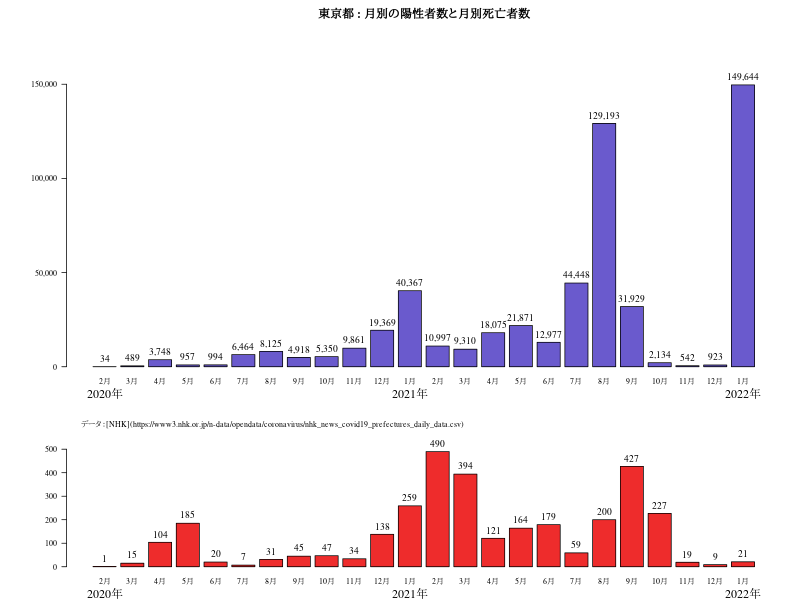 東京都 : 月別の陽性者数と月別死亡者数
149,644
150,000
129,193
100,000
50,000
44,448
40,367
31,929
19,369 18,075 21,871
34 489 3,748 957 994 6,464 8,125 4,918 5,350 9,861 10,997 9,310 12,977 2,134 542 923
0
2月 3月 4月 5月 6月 7月 8月 9月 10月 11月 12月 1月 2月 3月 4月 5月 6月 7月 8月 9月 10月 11月 12月 1月
2020年 2021年 2022年
データ : [NHK](https://www3.nhk.or.jp/n-data/opendata/coronavirus/nhk_news_covid19_prefectures_daily_data.csv)
500
400
300
200
100
0
1 15 104 185 20 7 31 45 47 34 138 259 490 394 121 164 179 59 200 427 227 19 9 21
2月 3月 4月 5月 6月 7月 8月 9月 10月 11月 12月 1月 2月 3月 4月 5月 6月 7月 8月 9月 10月 11月 12月 1月
2020年 2021年 2022年